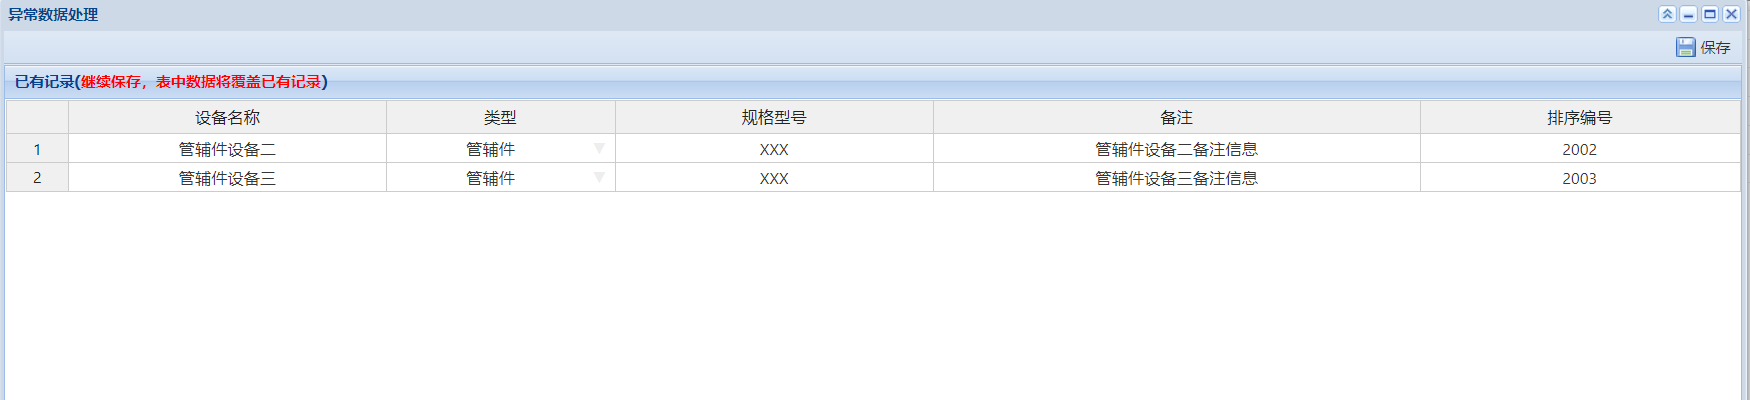 异常数据处理
保存
已有记录(继续保存，表中数据将覆盖已有记录)
设备名称 类型 规格型号 备注 排序编号
1 管辅件设备二 管辅件 XXX 管辅件设备二备注信息 2002
2 管辅件设备三 管辅件 XXX 管辅件设备三备注信息 2003